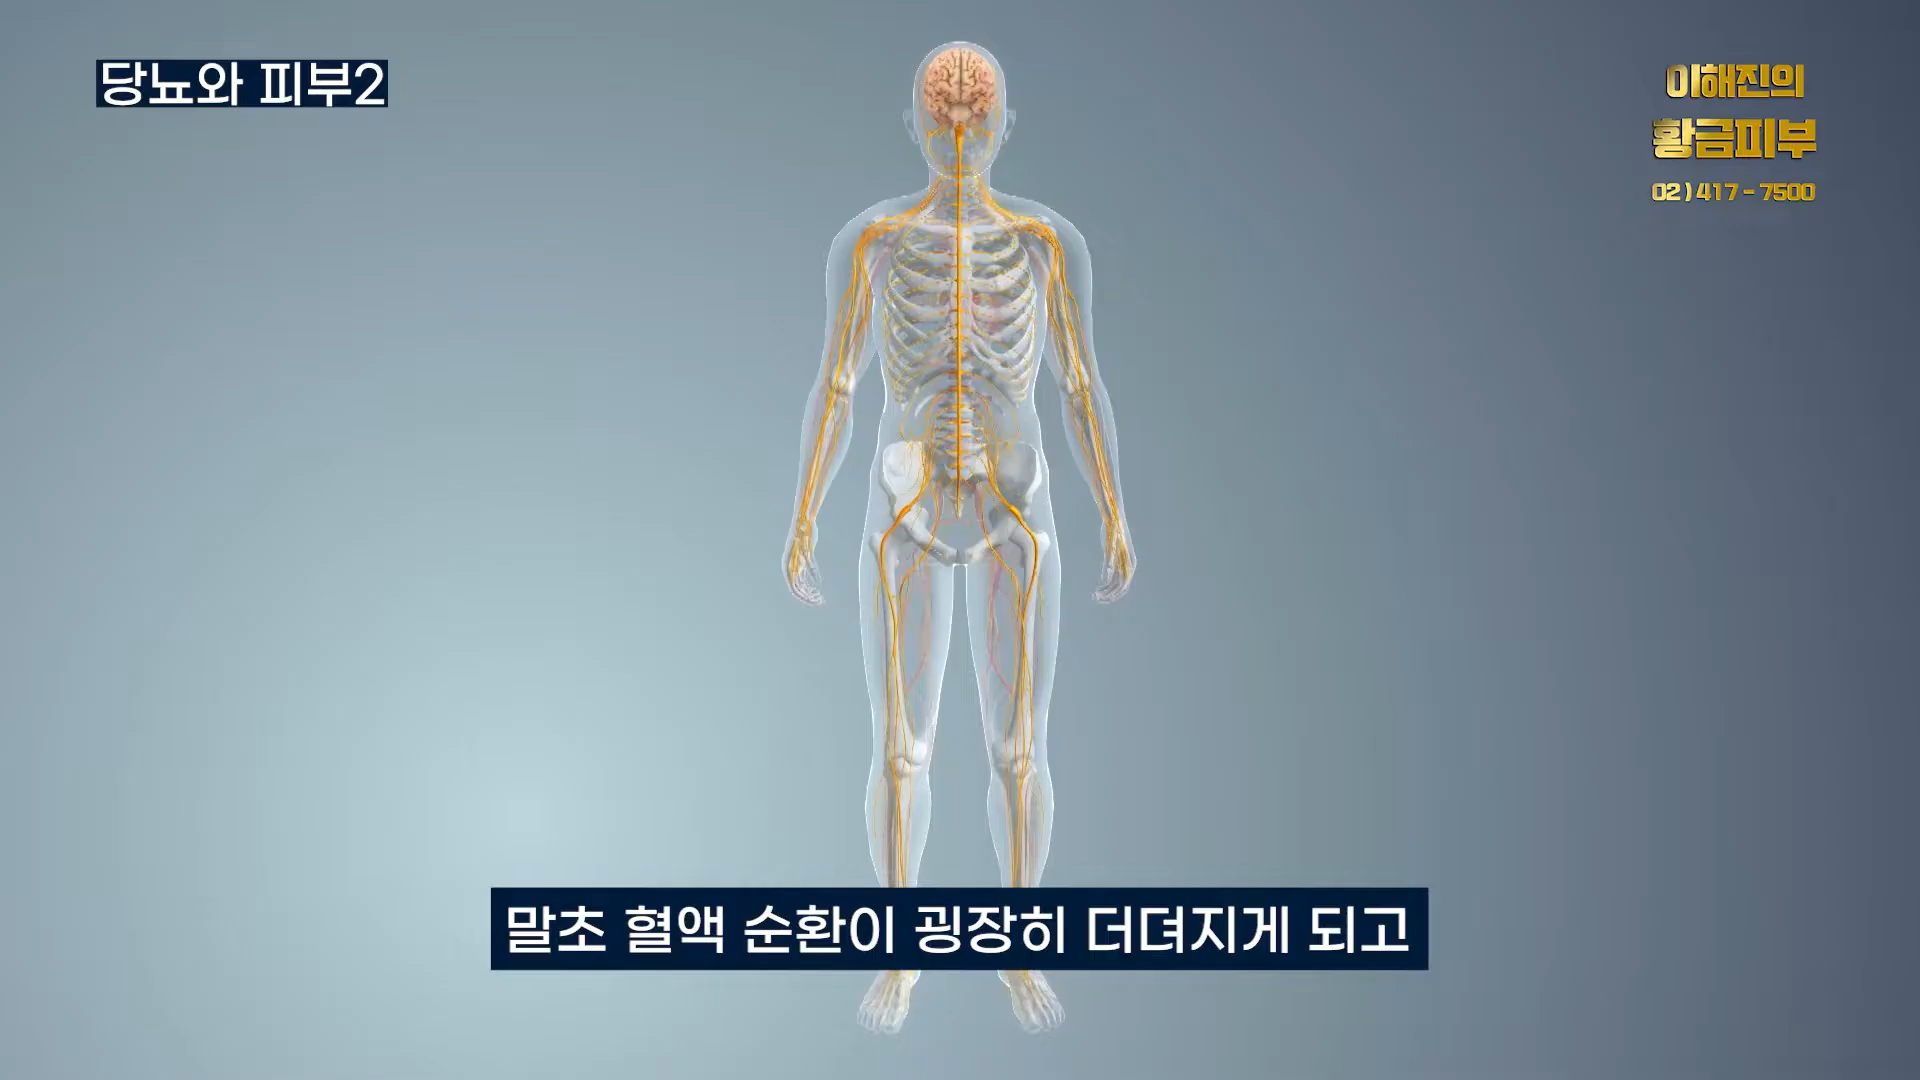 당뇨와 피부2
이해진의
황금피부
02) 417 - 7500
말초 혈액 순환이 굉장히 더뎌지게 되고